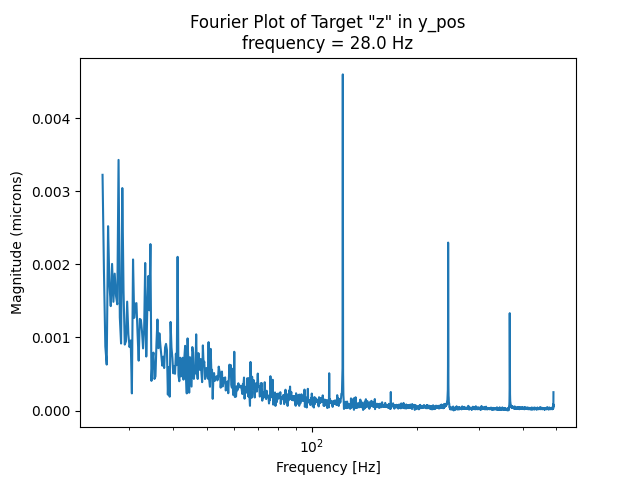 Fourier Plot of Target "z" in y_pos
frequency = 28.0 Hz
0.004
0.003
0.002
0.001
0.000
Magnitude (microns)
10²
Frequency [Hz]